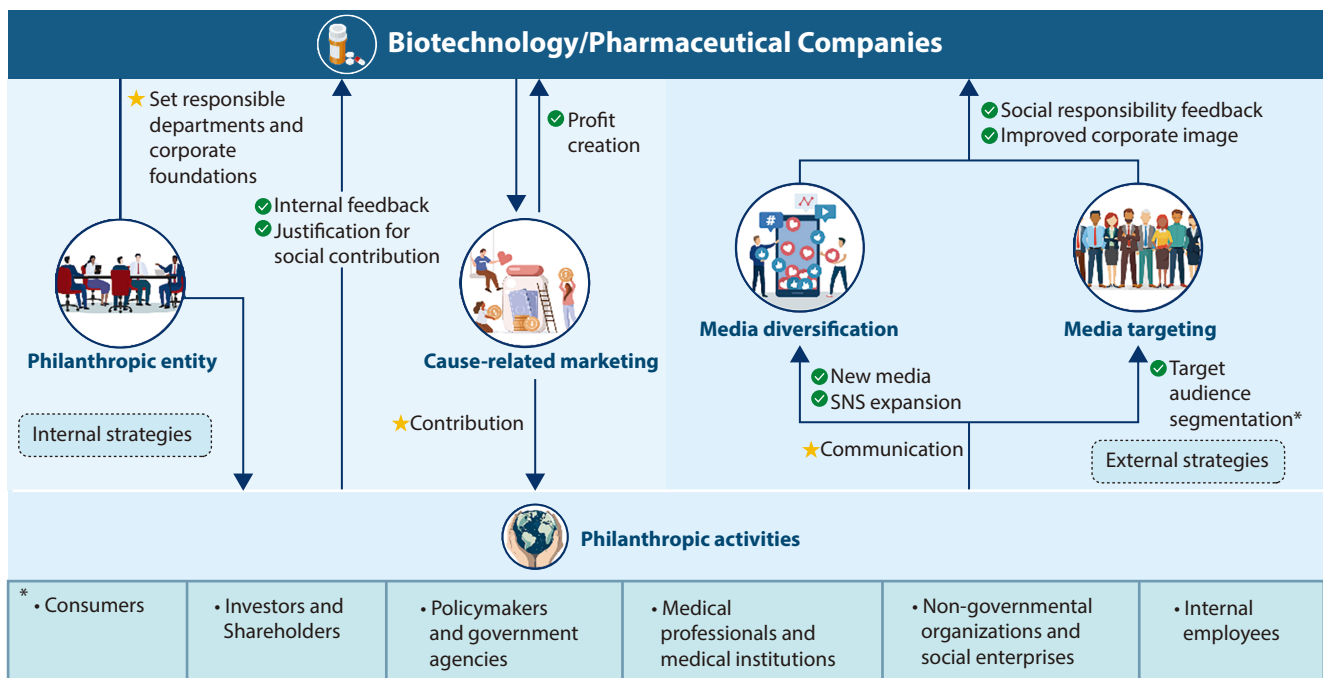 Biotechnology/Pharmaceutical Companies
Set responsible
departments and
corporate
foundations
Internal feedback
Justification for
social contribution
Profit
creation
Social responsibility feedback
Improved corporate image
#
Philanthropic entity
Cause-related marketing
Media diversification
Media targeting
Internal strategies
Contribution
New media
SNS expansion
Communication
Target
audience
segmentation*
External strategies
Philanthropic activities
* • Consumers
• Investors and
Shareholders
• Policymakers
and government
agencies
• Medical
professionals and
medical institutions
• Non-governmental
organizations and
social enterprises
• Internal
employees